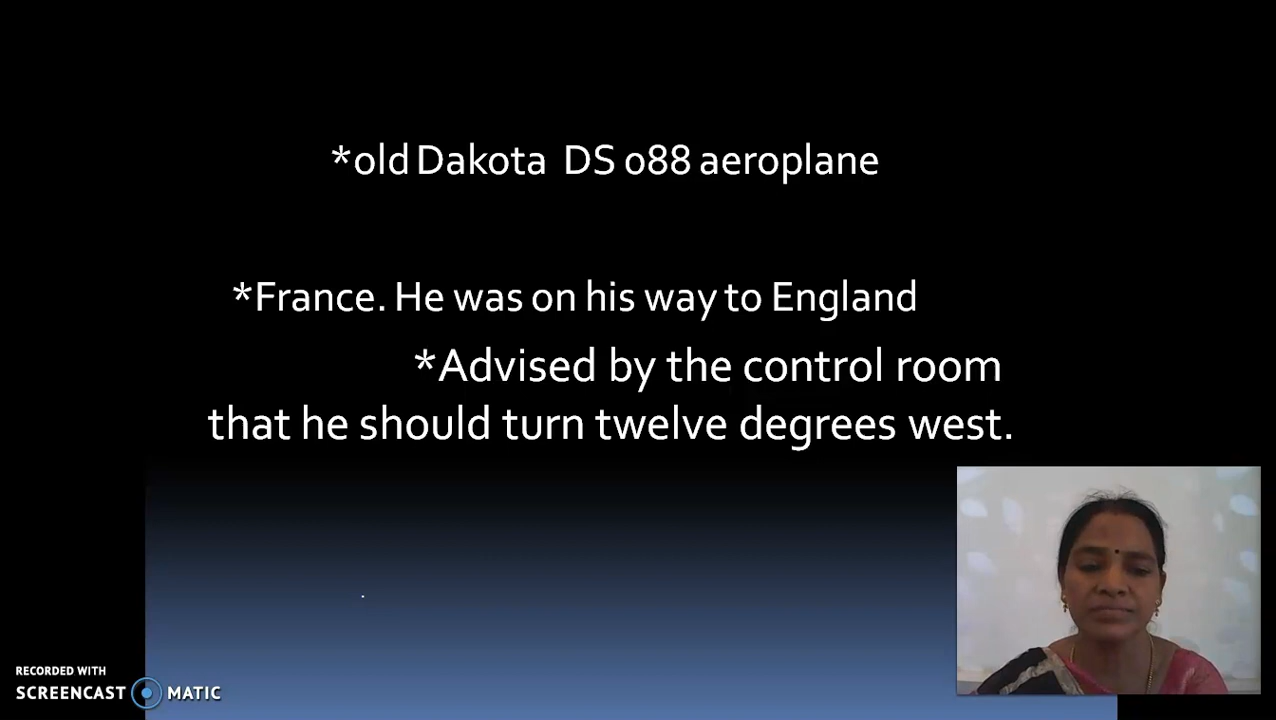 *old Dakota DS 088 aeroplane
*France. He was on his way to England
*Advised by the control room
that he should turn twelve degrees west.
RECORDED WITH
SCREENCAST MATIC